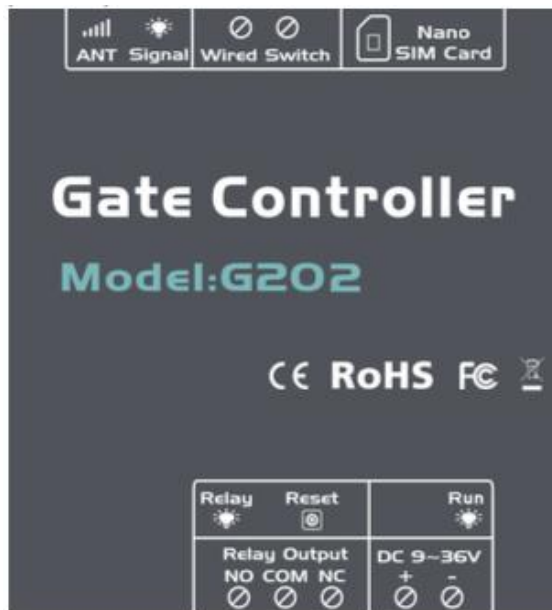 ANT Signal
Wired Switch
Nano
SIM Card
Gate Controller
Model:G202
CE RoHS FC
Relay Reset
Run
Relay Output
NO COM NC
DC 9~36V
+ -